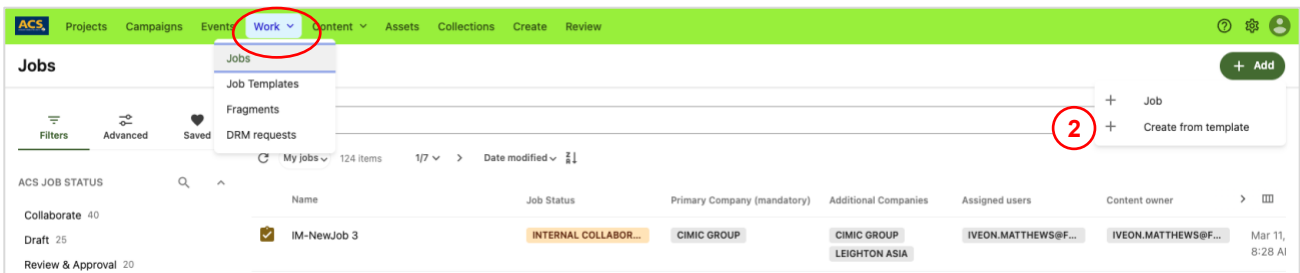 ACS Projects Campaigns Events Work Content Assets Collections Create Review
Jobs
+ Add
Jobs
Job Templates
Fragments
DRM requests
+ Job
2 + Create from template
Filters Advanced Saved
My jobs 124 items 1/7 > Date modified
ACS JOB STATUS
Collaborate 40
Draft 25
Review & Approval 20
Name Job Status Primary Company (mandatory) Additional Companies Assigned users Content owner >
IM-NewJob 3 INTERNAL COLLABOR... CIMIC GROUP CIMIC GROUP IVEON.MATTHEWS@F... IVEON.MATTHEWS@F... Mar 11,
LEIGHTON ASIA 8:28 AI